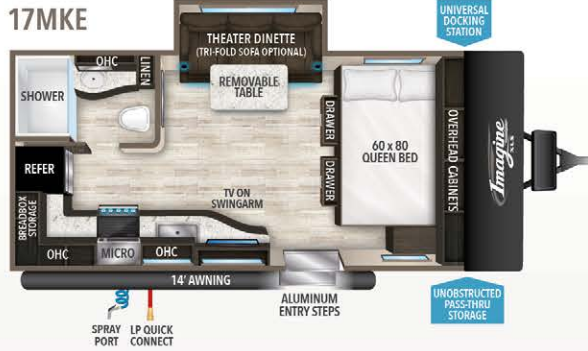 17MKE
UNIVERSAL
DOCKING
STATION
THEATER DINETTE
(TRI-FOLD SOFA OPTIONAL)
OHC
LINEN
SHOWER
REMOVABLE
TABLE
DRAWER
60 x 80
QUEEN BED
OVERHEAD CABINETS
Imagine
XLS
REFER
DRAWER
BREADBOX
STORAGE
TV ON
SWINGARM
OHC
MICRO
OHC
14' AWNING
ALUMINUM
ENTRY STEPS
UNOBSTRUCTED
PASS-THRU
STORAGE
SPRAY
PORT
LP QUICK
CONNECT